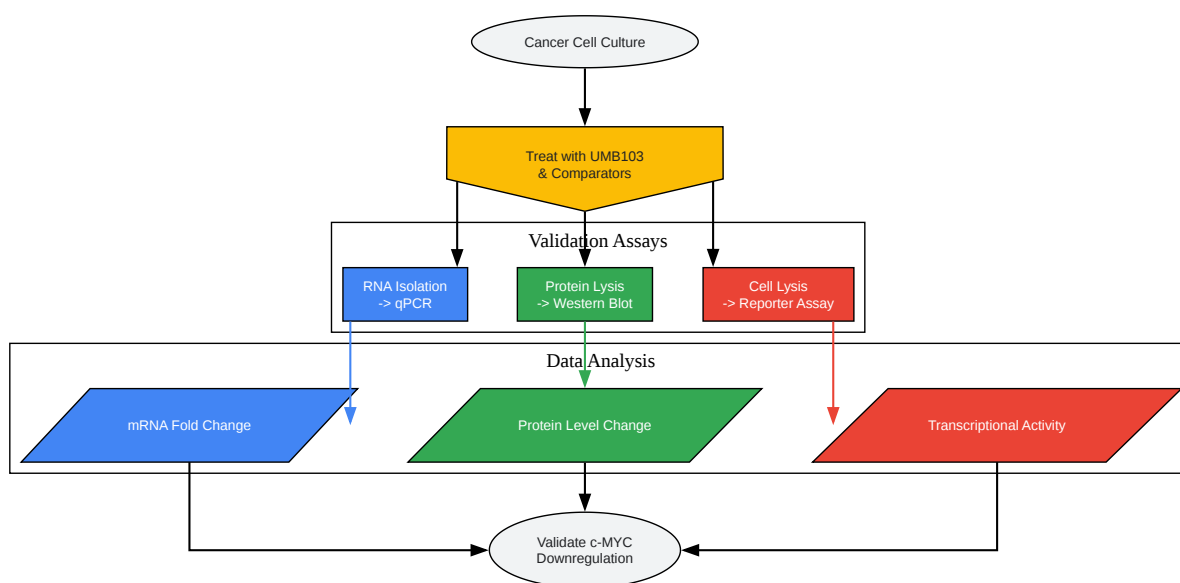 Cancer Cell Culture
Treat with UMB103
& Comparators
Validation Assays
RNA Isolation
-> qPCR
Protein Lysis
-> Western Blot
Cell Lysis
-> Reporter Assay
Data Analysis
mRNA Fold Change
Protein Level Change
Transcriptional Activity
Validate c-MYC
Downregulation